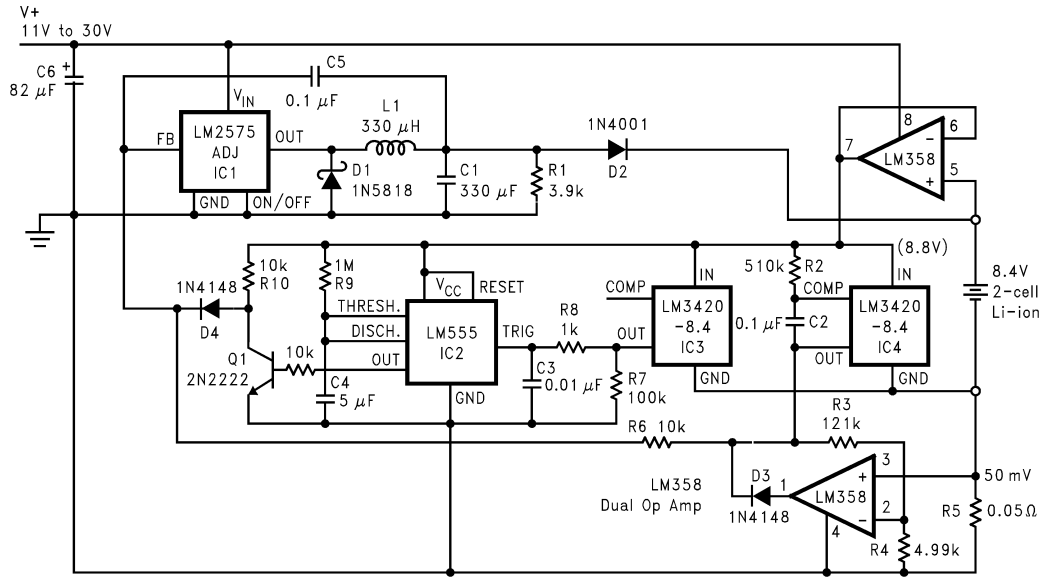 V+
11V to 30V
C6
+
82 µF
C5
0.1 µF
VIN
L1
330 µH
FB
LM2575
ADJ
IC1
OUT
GND
ON/OFF
D1
1N5818
C1
330 µF
R1
3.9k
1N4001
D2
7
8
6
5
−
+
LM358
(8.8V)
8.4V
2-cell
Li-ion
1N4148
D4
10k
R10
1M
R9
VCC
RESET
THRESH.
DISCH.
OUT
LM555
IC2
TRIG
GND
Q1
2N2222
10k
C4
5 µF
R8
1k
C3
0.01 µF
COMP
IN
OUT
LM3420
-8.4
IC3
GND
R7
100k
510k
R2
COMP
IN
0.1 µF
C2
OUT
LM3420
-8.4
IC4
GND
R6 10k
R3
121k
LM358
Dual Op Amp
D3
1N4148
1
3
2
4
+
−
LM358
50 mV
R5
0.05Ω
R4
4.99k